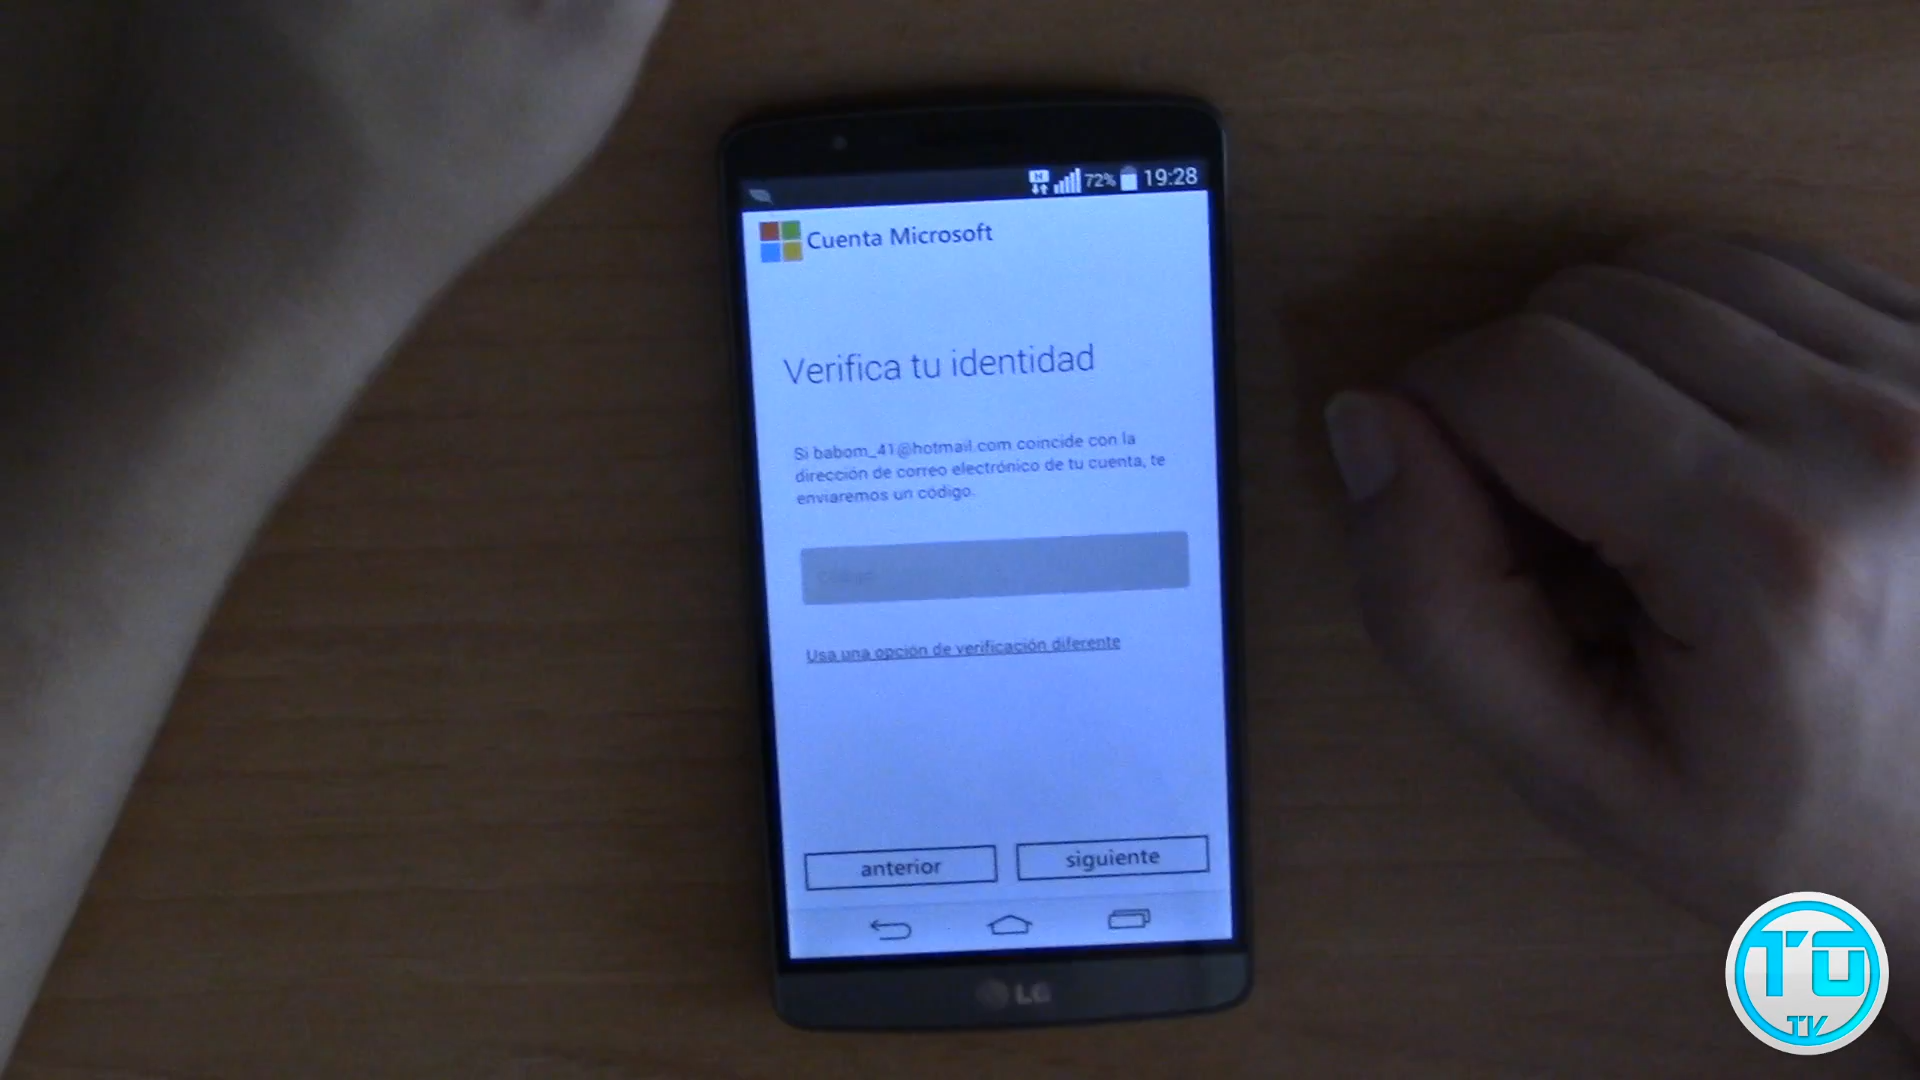 72% 19:28
Cuenta Microsoft
Verifica tu identidad
Si babom_41@hotmail.com coincide con la
dirección de correo electrónico de tu cuenta, te
enviaremos un código.
Usa una opción de verificación diferente
anterior siguiente
LG
TU
TV